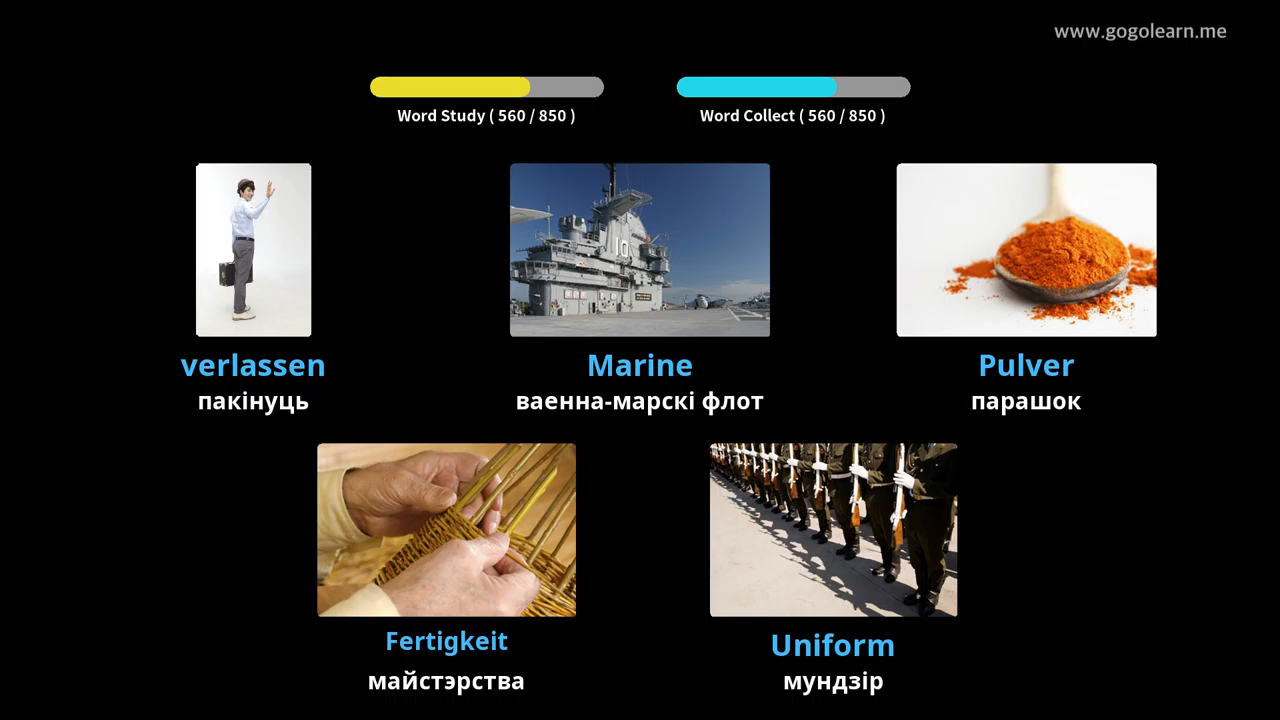 www.gogolearn.me
Word Study ( 560 / 850 )
Word Collect ( 560 / 850 )
verlassen
пакінуць
Marine
ваенна-марскі флот
Pulver
парашок
Fertigkeit
майстэрства
Uniform
мундзір